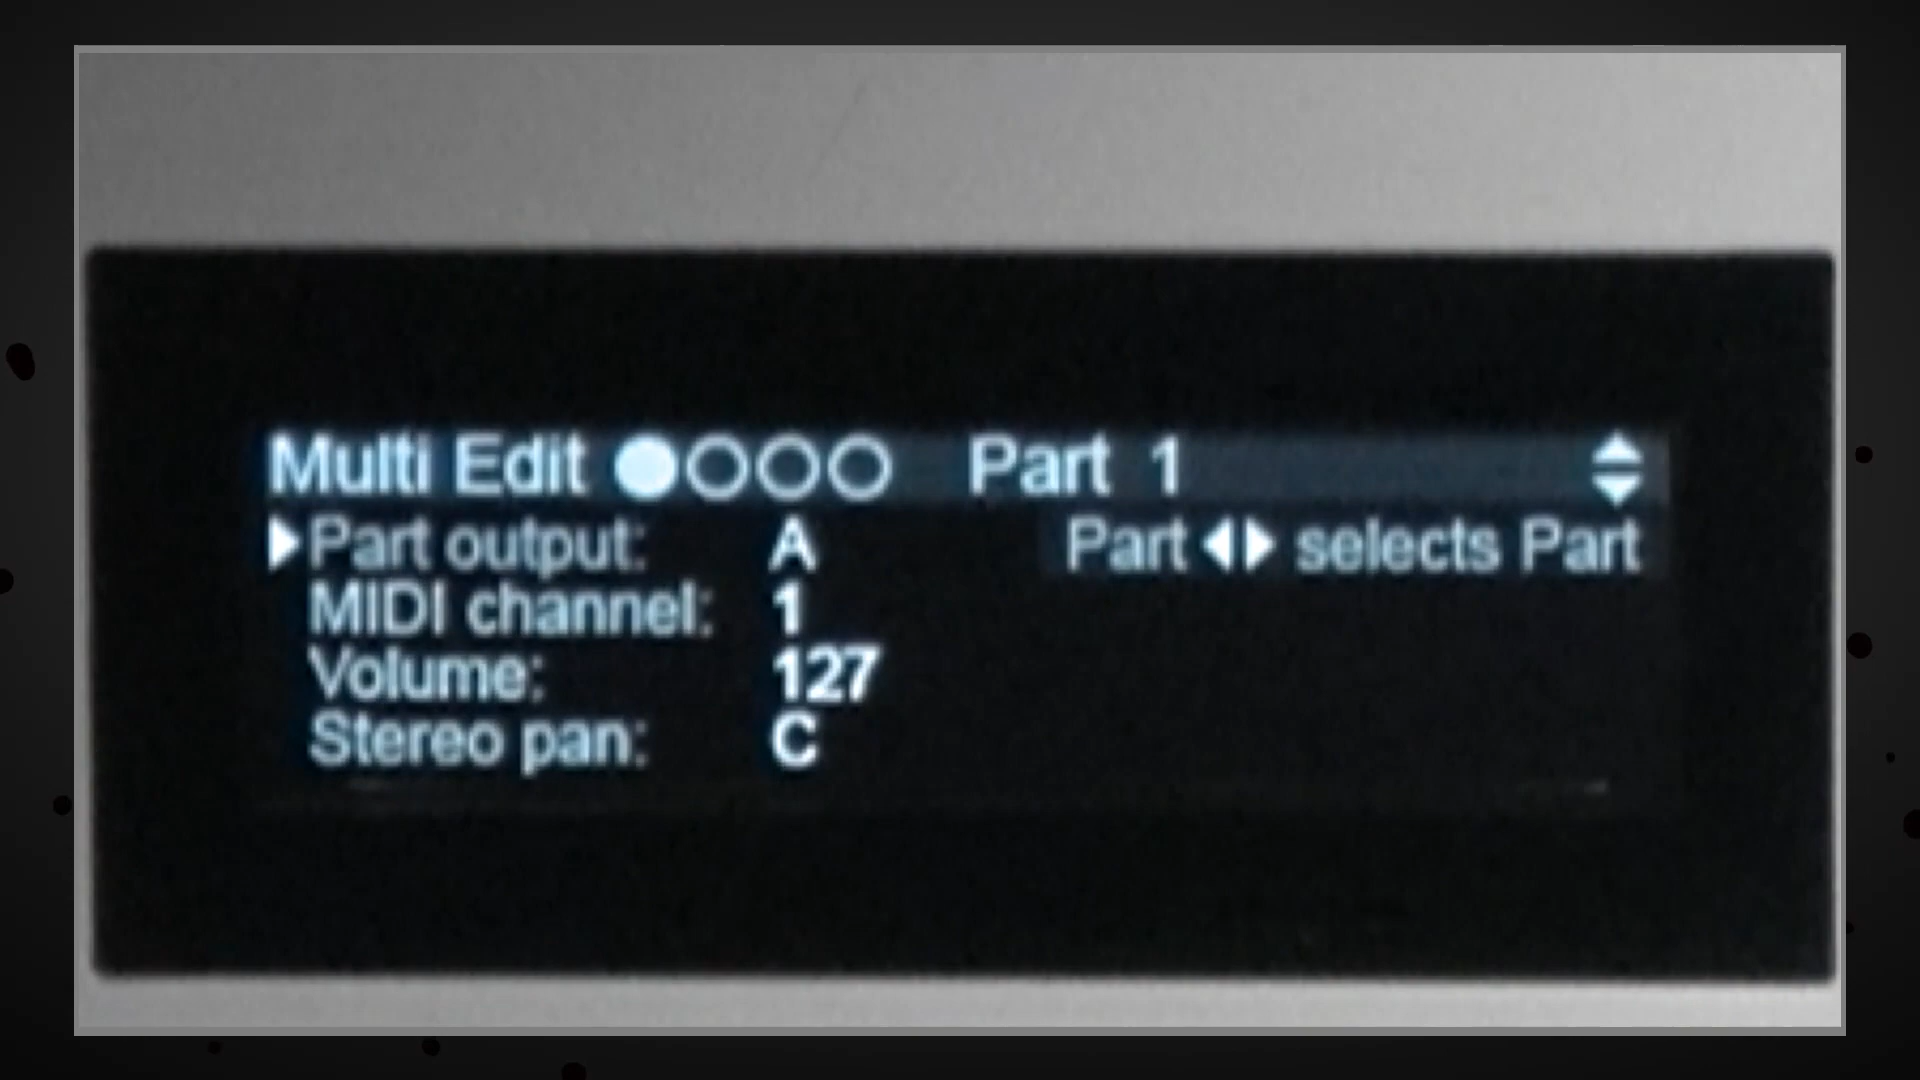 Multi Edit Part 1
Part output: A Part selects Part
MIDI channel: 1
Volume: 127
Stereo pan: C